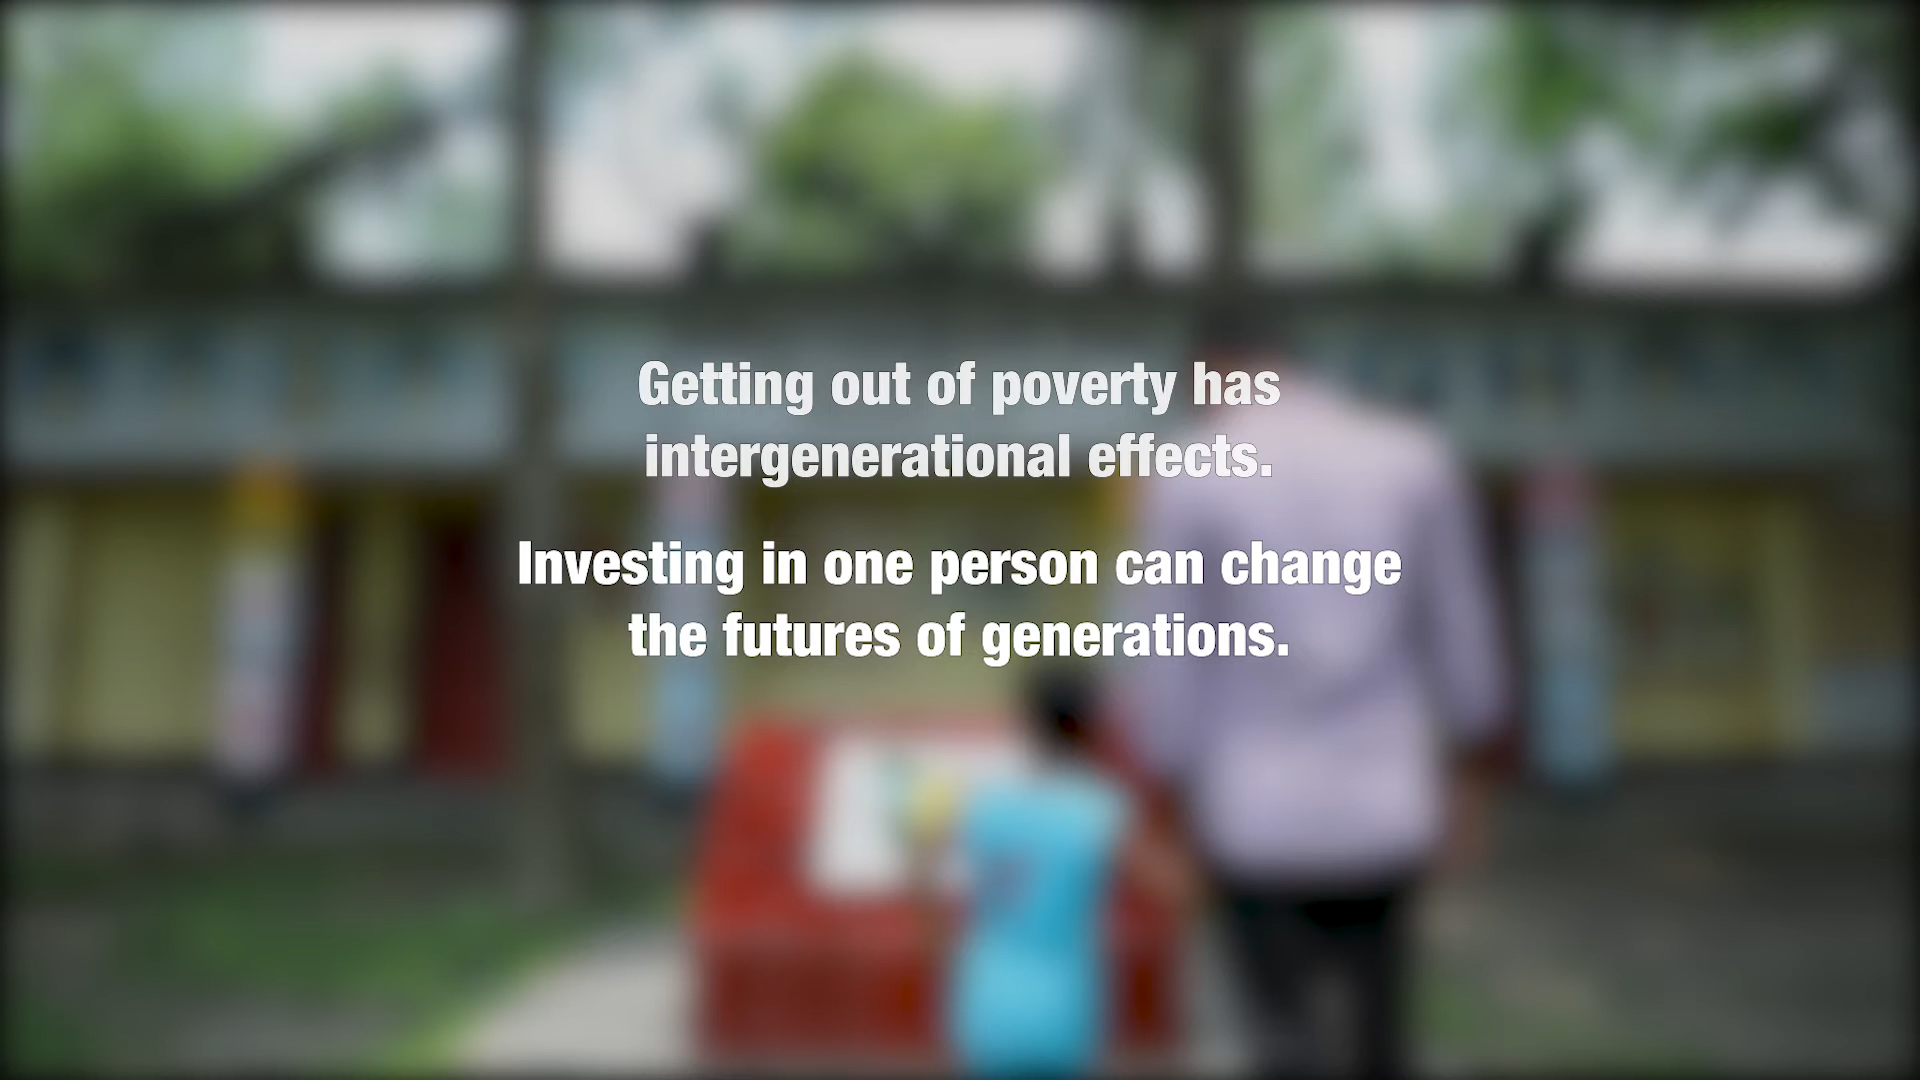 Getting out of poverty has
intergenerational effects.
Investing in one person can change
the futures of generations.